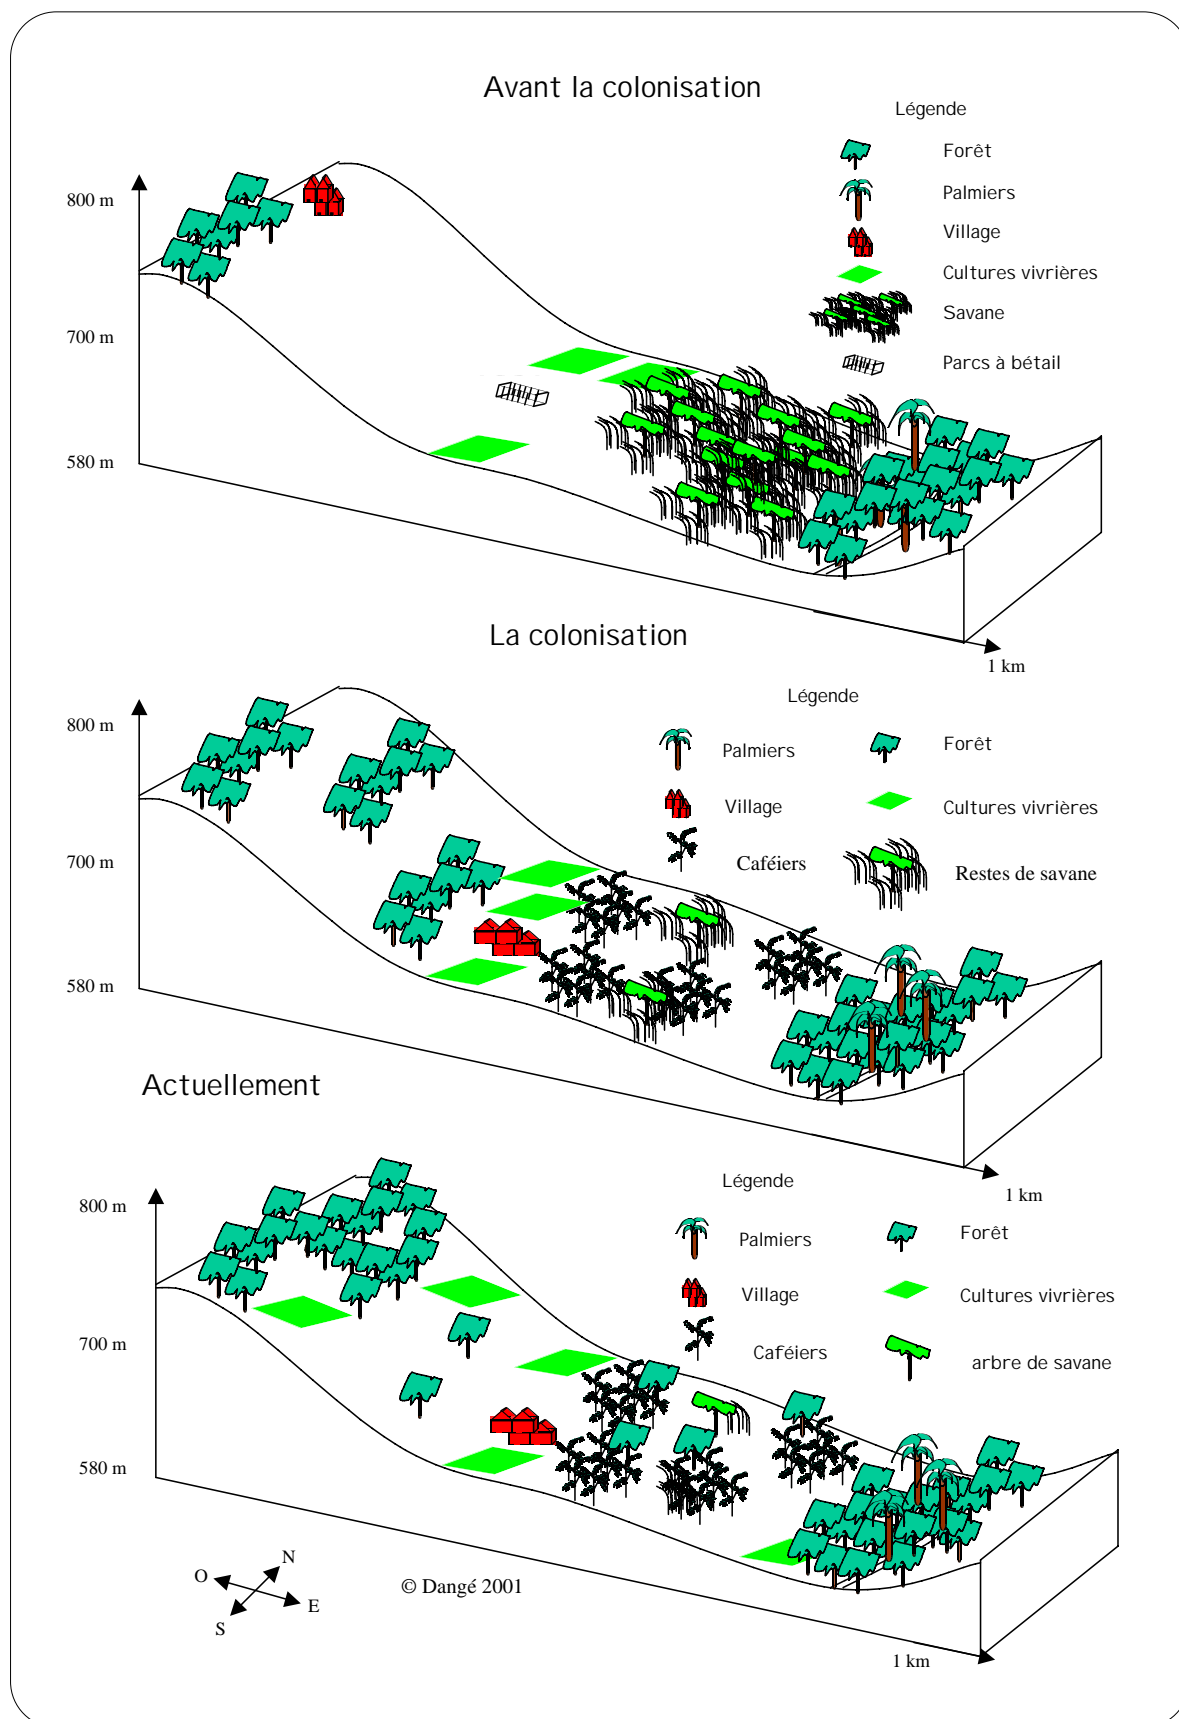 Avant la colonisation
Légende
Forêt
Palmiers
Village
Cultures vivrières
Savane
Parcs à bétail
800 m
700 m
580 m
1 km
La colonisation
Légende
Palmiers
Forêt
Village
Cultures vivrières
Caféiers
Restes de savane
800 m
700 m
580 m
1 km
Actuellement
Légende
Palmiers
Forêt
Village
Cultures vivrières
Caféiers
arbre de savane
800 m
700 m
580 m
N
O
E
S
© Dangé 2001
1 km